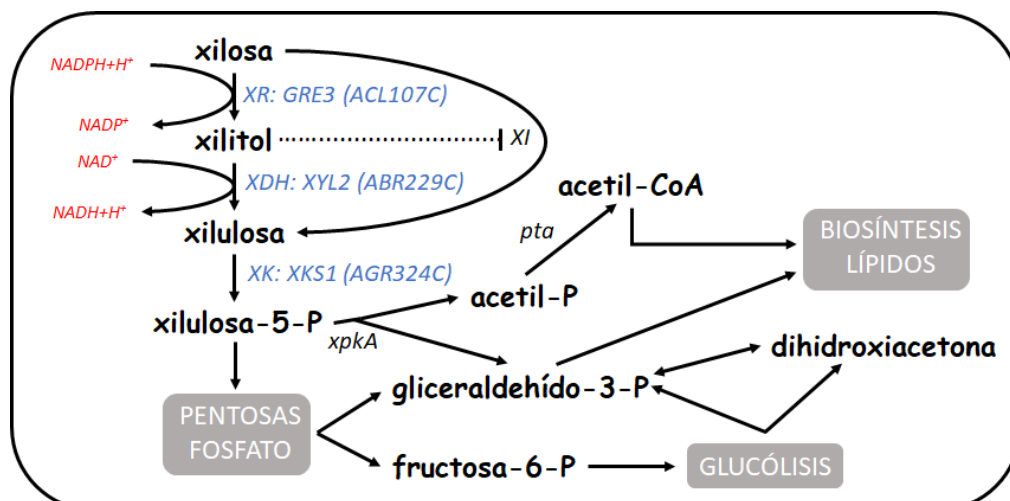 xilosa
NADPH+H⁺
XR: GRE3 (ACL107C)
NADP⁺
xilitol
XI
NAD⁺
XDH: XYL2 (ABR229C)
acetil-CoA
NADH+H⁺
xilulosa
pta
BIOSÍNTESIS
LÍPIDOS
XK: XKS1 (AGR324C)
acetil-P
xilulosa-5-P
xpkA
dihidroxiacetona
gliceraldehído-3-P
PENTOSAS
FOSFATO
fructosa-6-P
GLUCÓLISIS